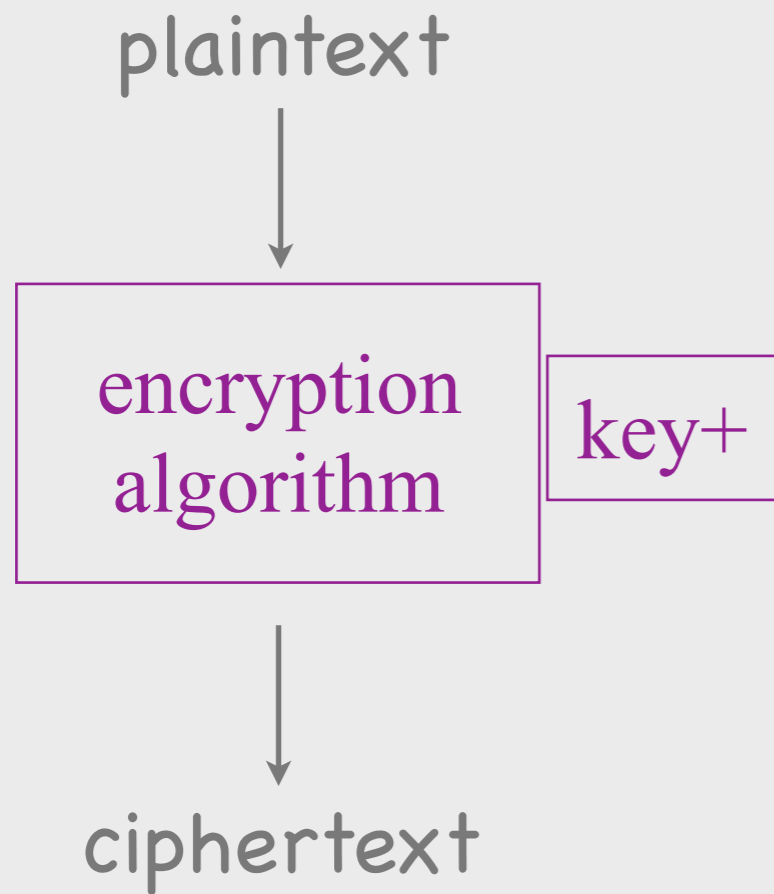 plaintext
encryption
algorithm
key+
ciphertext